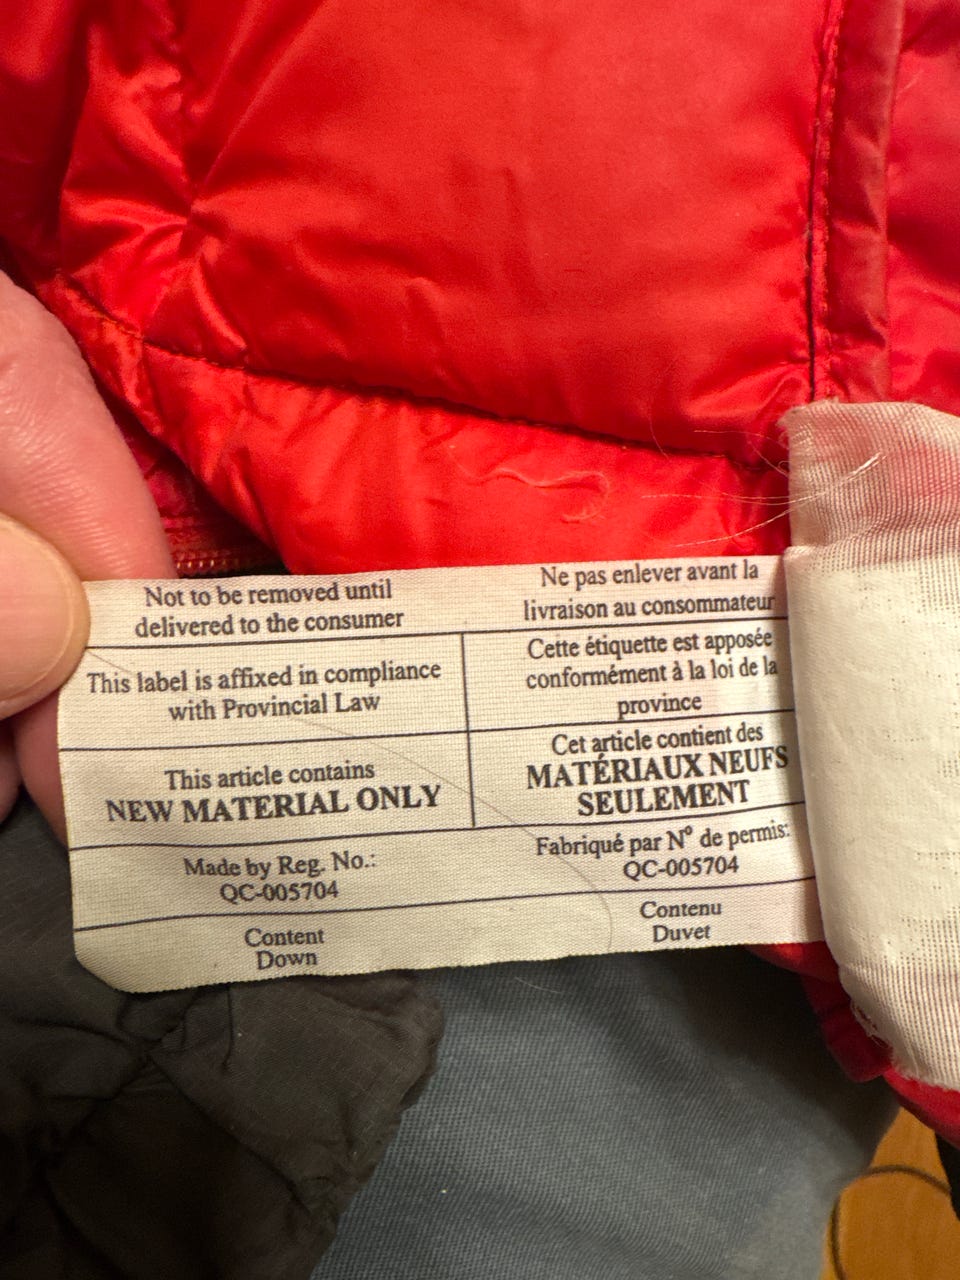 Not to be removed until
delivered to the consumer
Ne pas enlever avant la
livraison au consommateur
This label is affixed in compliance
with Provincial Law
Cette étiquette est apposée
conformément à la loi de la
province
This article contains
NEW MATERIAL ONLY
Cet article contient des
MATÉRIAUX NEUFS
SEULEMENT
Made by Reg. No.:
QC-005704
Fabriqué par Nº de permis:
QC-005704
Content
Down
Contenu
Duvet